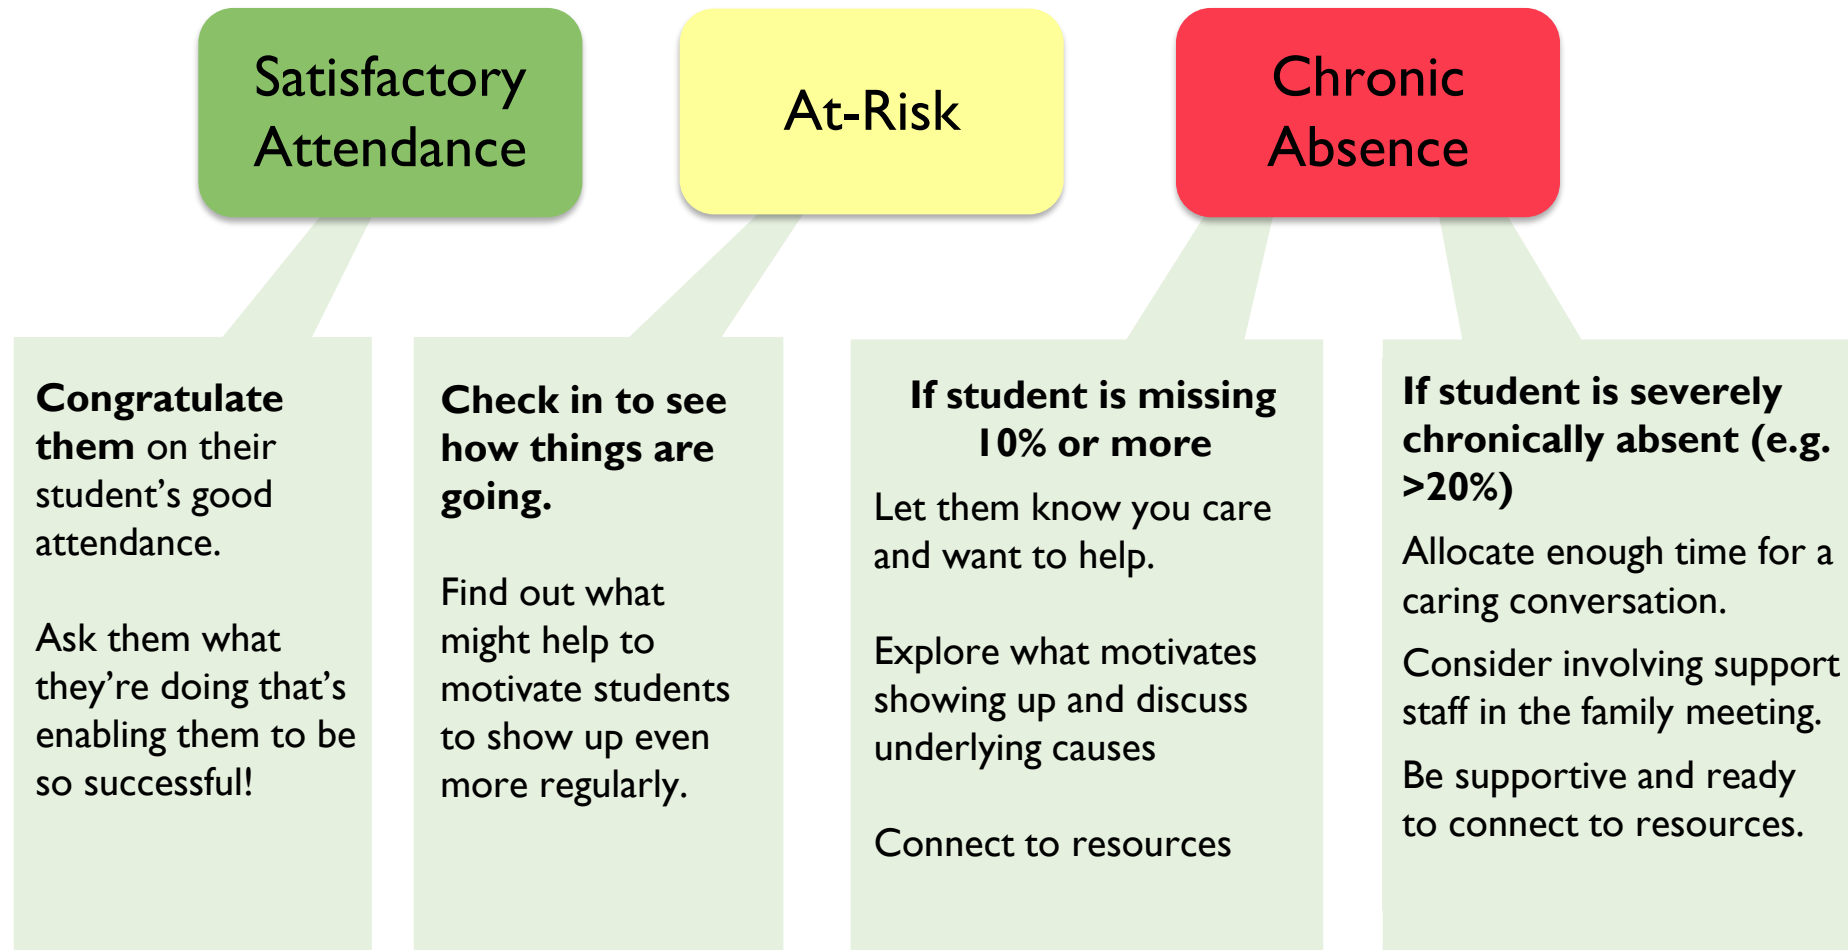 Satisfactory
Attendance
At-Risk
Chronic
Absence
Congratulate
them on their
student’s good
attendance.
Ask them what
they’re doing that’s
enabling them to be
so successful!
Check in to see
how things are
going.
Find out what
might help to
motivate students
to show up even
more regularly.
If student is missing
10% or more
Let them know you care
and want to help.
Explore what motivates
showing up and discuss
underlying causes
Connect to resources
If student is severely
chronically absent (e.g.
>20%)
Allocate enough time for a
caring conversation.
Consider involving support
staff in the family meeting.
Be supportive and ready
to connect to resources.